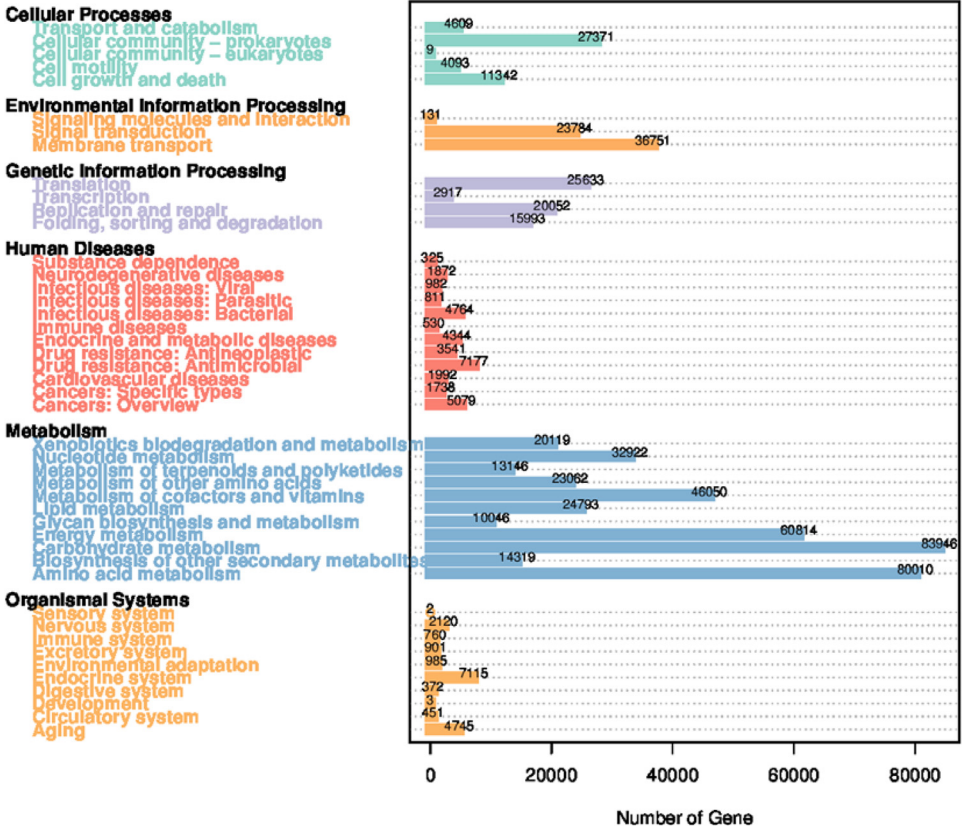 Cellular Processes
Transport and catabolism 4609
Cellular community – prokaryotes 27371
Cellular community – eukaryotes 9
Cell motility 4093
Cell growth and death 11342
Environmental Information Processing
Signaling molecules and interaction 131
Signal transduction 23784
Membrane transport 36751
Genetic Information Processing
Translation 25633
Transcription 2917
Replication and repair 20052
Folding, sorting and degradation 15993
Human Diseases
Substance dependence 325
Neurodegenerative diseases 1872
Infectious diseases: Viral 982
Infectious diseases: Parasitic 811
Infectious diseases: Bacterial 4764
Immune diseases 530
Endocrine and metabolic diseases 4344
Drug resistance: Antineoplastic 3541
Drug resistance: Antimicrobial 7177
Cardiovascular diseases 1992
Cancers: Specific types 1738
Cancers: Overview 5079
Metabolism
Xenobiotics biodegradation and metabolism 20119
Nucleotide metabolism 32922
Metabolism of terpenoids and polyketides 13146
Metabolism of other amino acids 23062
Metabolism of cofactors and vitamins 46050
Lipid metabolism 24793
Glycan biosynthesis and metabolism 10046
Energy metabolism 60814
Carbohydrate metabolism 83946
Biosynthesis of other secondary metabolites 14319
Amino acid metabolism 80010
Organismal Systems
Sensory system 2
Nervous system 2120
Immune system 760
Excretory system 901
Environmental adaptation 985
Endocrine system 7115
Digestive system 372
Development 3
Circulatory system 451
Aging 4745
0 20000 40000 60000 80000
Number of Gene